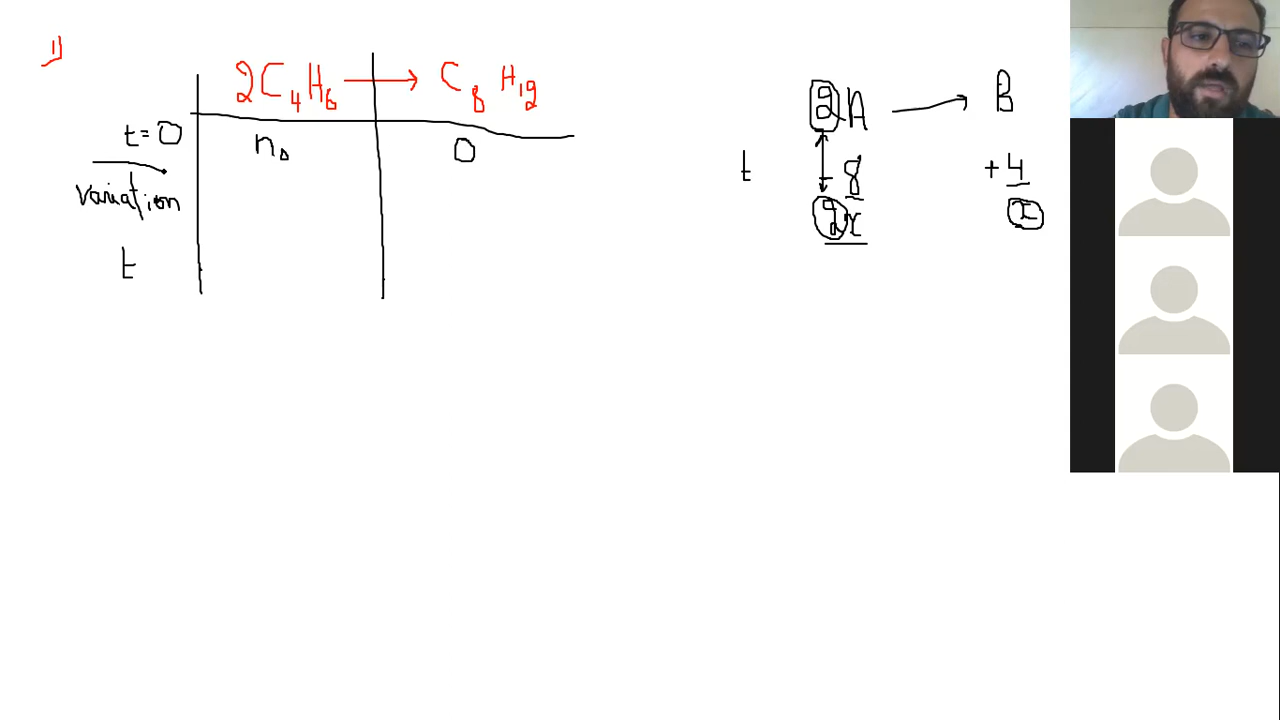 1)
2C₄H₆ → C₈H₁₂
t=0 n₀ 0
variation
t
2A → B
t - 8 + 4
2x x